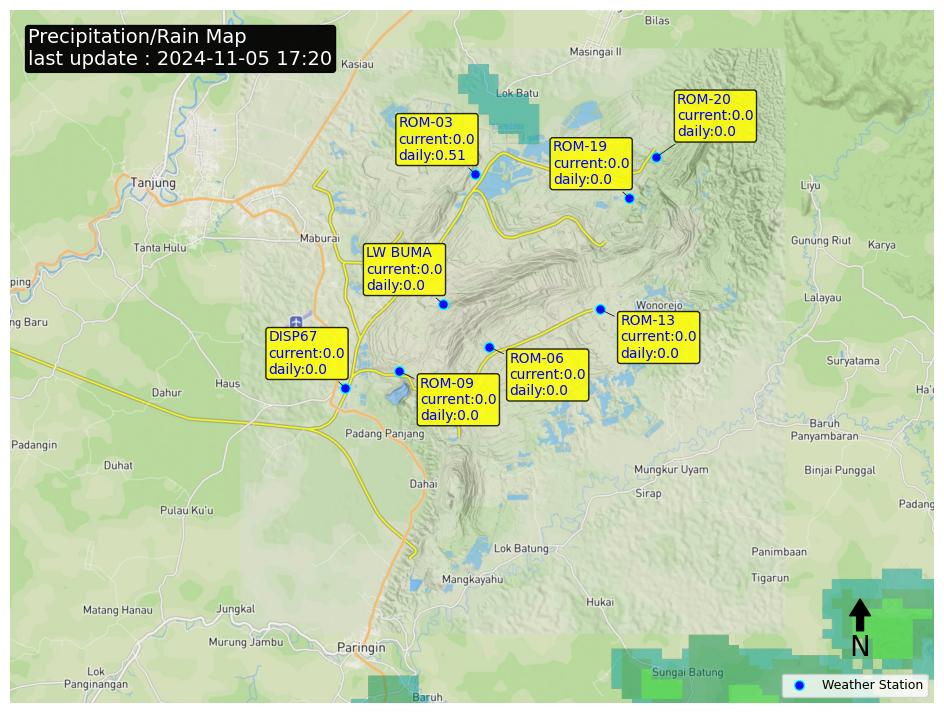 Precipitation/Rain Map
last update : 2024-11-05 17:20
Bilas
Masingai II
Kasiau
Lok Batu
ROM-20
current:0.0
daily:0.0
ROM-03
current:0.0
daily:0.51
ROM-19
current:0.0
daily:0.0
Tanjung
Liyu
Tanta Hulu
Maburai
Gunung Riut
Karya
LW BUMA
current:0.0
daily:0.0
ping
Lalayau
Wonorejo
ng Baru
ROM-13
current:0.0
daily:0.0
DISP67
current:0.0
daily:0.0
ROM-06
current:0.0
daily:0.0
Suryatama
Haus
Dahur
ROM-09
current:0.0
daily:0.0
Ha'o
Baruh
Panyambaran
Padang Panjang
Padangin
Duhat
Mungkur Uyam
Binjai Punggal
Dahai
Sirap
Padang
Pulau Ku'u
Lok Batung
Panimbaan
Mangkayahu
Tigarun
Hukai
Matang Hanau
Jungkal
Murung Jambu
Paringin
N
Lok
Panginangan
Sungai Batung
Baruh
Weather Station